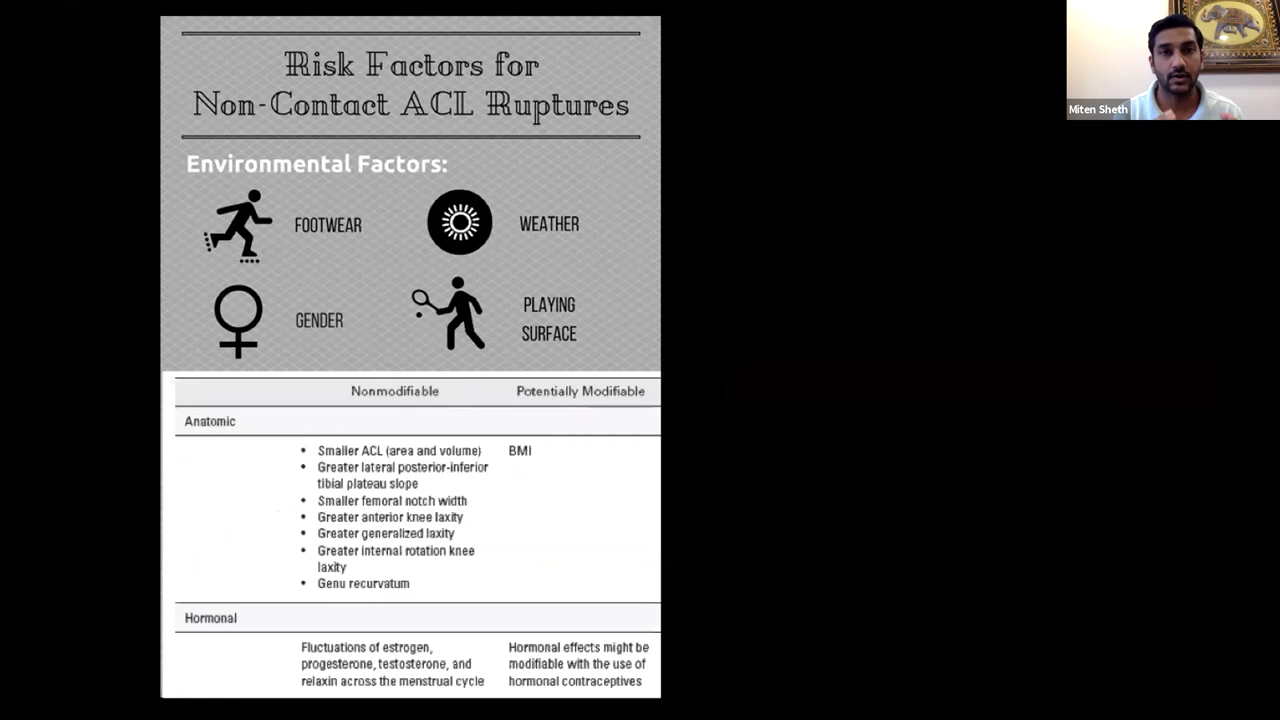 Risk Factors for
Non-Contact ACL Ruptures
Environmental Factors:
FOOTWEAR
WEATHER
GENDER
PLAYING
SURFACE
Nonmodifiable Potentially Modifiable
Anatomic
• Smaller ACL (area and volume) BMI
• Greater lateral posterior-inferior
tibial plateau slope
• Smaller femoral notch width
• Greater anterior knee laxity
• Greater generalized laxity
• Greater internal rotation knee
laxity
• Genu recurvatum
Hormonal
Fluctuations of estrogen,
progesterone, testosterone, and
relaxin across the menstrual cycle
Hormonal effects might be
modifiable with the use of
hormonal contraceptives
Miten Sheth